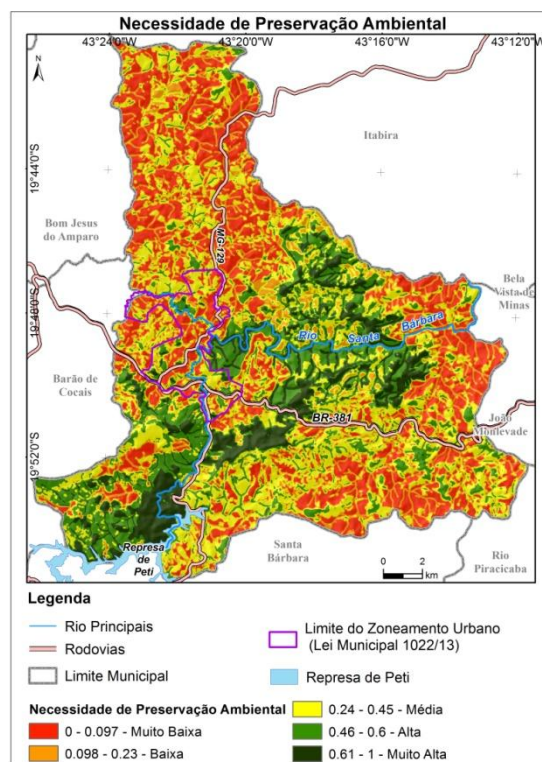 Necessidade de Preservação Ambiental
43°24'0"W 43°20'0"W 43°16'0"W 43°12'0"W
N
Itabira
19°44'0"S
Bom Jesus
do Amparo
MG-129
Bela
Vista de
Minas
19°48'0"S
Rio Santa Bárbara
Barão de
Cocais
BR-381
João
Monlevade
19°52'0"S
Represa
de
Peti
Santa
Bárbara
Rio
Piracicaba
0 2
km
Legenda
Rio Principais
Rodovias
Limite Municipal
Limite do Zoneamento Urbano
(Lei Municipal 1022/13)
Represa de Peti
Necessidade de Preservação Ambiental
0 - 0.097 - Muito Baixa
0.098 - 0.23 - Baixa
0.24 - 0.45 - Média
0.46 - 0.6 - Alta
0.61 - 1 - Muito Alta